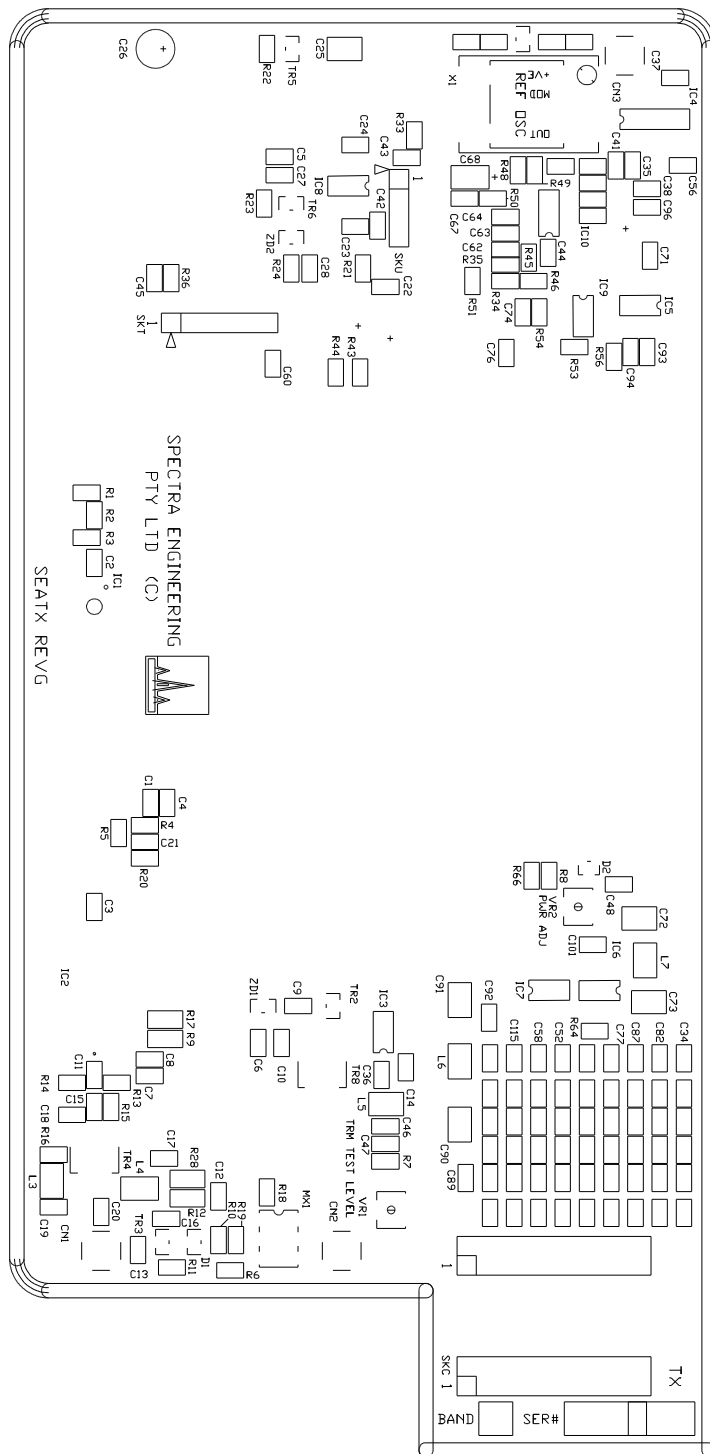 C26
R22
TR5
C25
X1
+VE
MOD
REF OSC
OUT
C37
CN3
IC4
C24
R33
C43
C5
C27
IC8
1
C68
R48
R49
C41
C35
C38
C96
C56
R23
TR6
C42
R50
C67
C64
C63
C62
R35
IC10
ZD2
C23
SKU
R45
C44
C71
R24
C28
R21
C22
R34
R46
R51
C45
R36
SKT
1
IC9
IC5
C74
R54
C60
R44
R43
C76
R53
R56
C94
C93
SPECTRA ENGINEERING
PTY LTD (C)
R1
R2
R3
C2
IC1
SEATX REVG
C1
C4
R5
R4
C21
R20
C3
R66
R8
D2
C48
VR2
PWR ADJ
C72
C101
IC6
L7
IC2
IC7
C73
C91
C92
ZD1
C9
TR2
IC3
R17
R9
C6
C10
R64
C115
C58
C52
C77
C87
C82
C34
C11
C8
C7
TR8
C36
C14
L6
R14
R13
C15
R15
C18
L5
C46
C47
R7
R16
TR4
C17
L4
R28
R12
C12
TRM TEST LEVEL
VR1
C90
C89
L3
C19
CN1
C20
TR3
C16
R10
R19
R18
MX1
CN2
C13
R11
D1
R6
1
SKC 1
TX
BAND
SER#